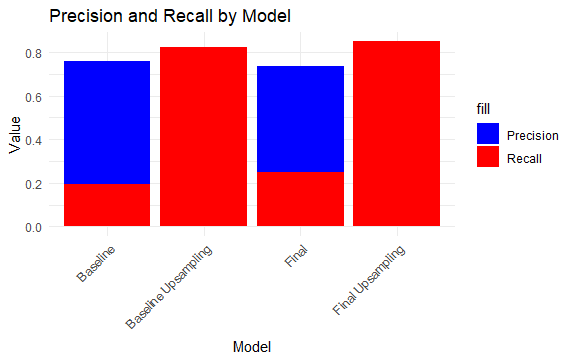 Precision and Recall by Model
Value
0.8
0.6
0.4
0.2
0.0
Baseline
Baseline Upsampling
Final
Final Upsampling
Model
fill
Precision
Recall